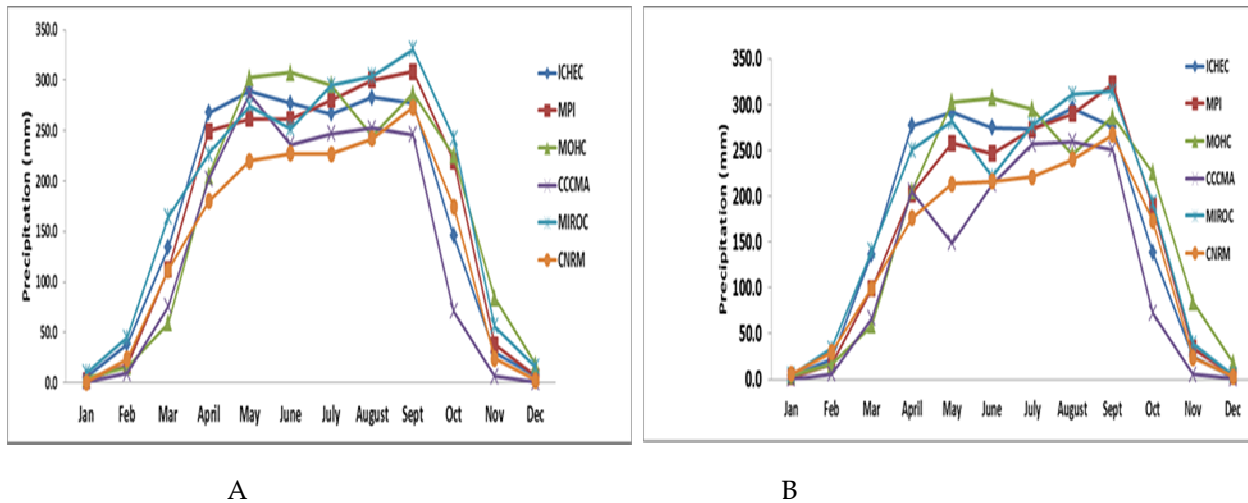 350.0
300.0
250.0
200.0
150.0
100.0
50.0
0.0
Precipitation (mm)
Jan Feb Mar April May June July August Sept Oct Nov Dec
ICHEC
MPI
MOHC
CCCMA
MIROC
CNRM
A
350.0
300.0
250.0
200.0
150.0
100.0
50.0
0.0
Precipitation (mm)
Jan Feb Mar April May June July August Sept Oct Nov Dec
ICHEC
MPI
MOHC
CCCMA
MIROC
CNRM
B